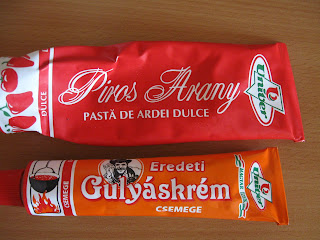 DULCE
Piros Arany
PASTĂ DE ARDEI DULCE
Univer
CSEMEGE
Eredeti
Gulyáskrém
CSEMEGE
Univer